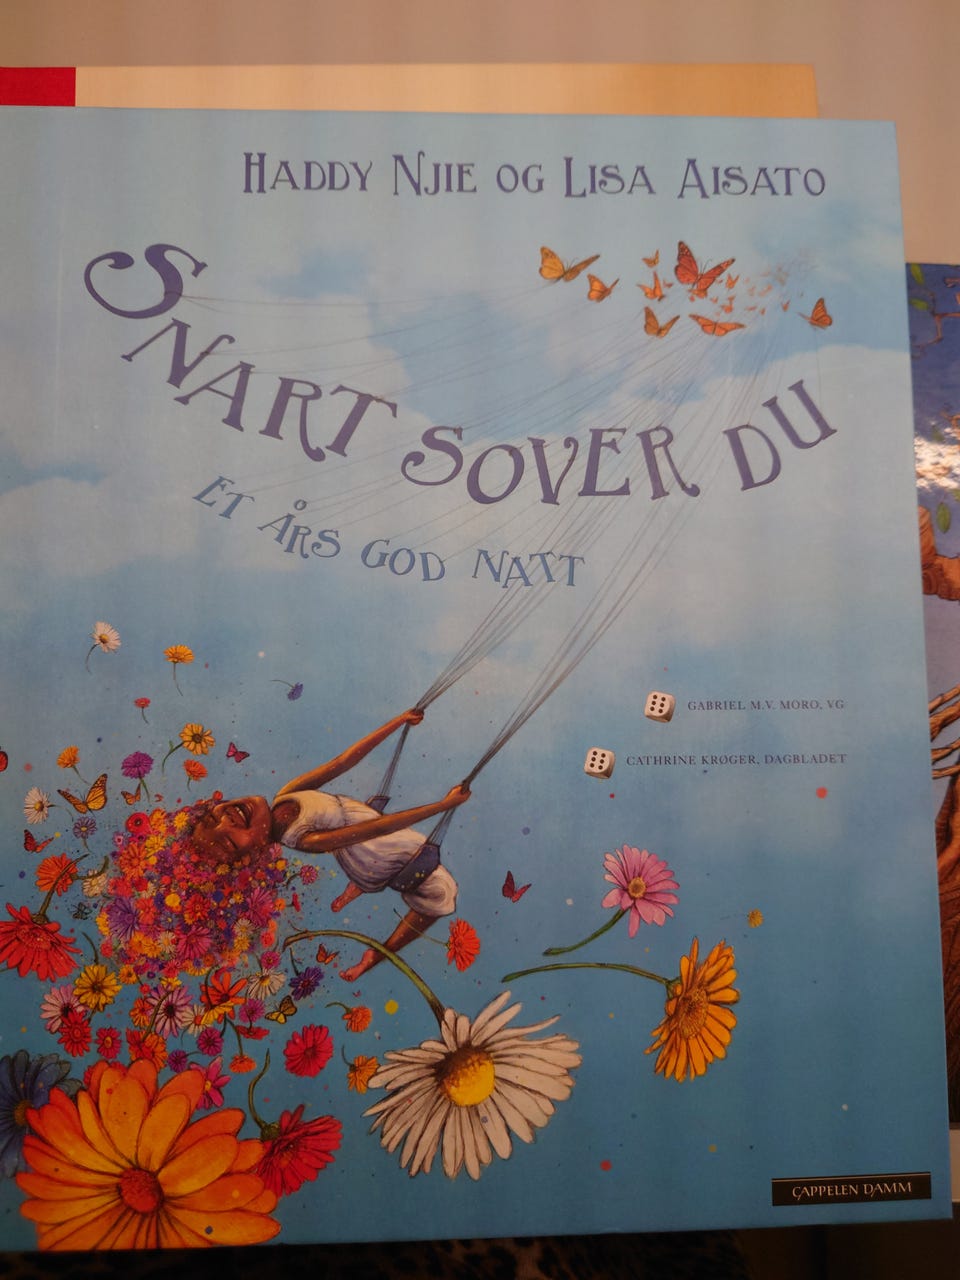 HADDY NJIE OG LISA AISATO
SNART SOVER DU
ET ÅRS GOD NATT
GABRIEL M.V. MORO, VG
CATHRINE KRØGER, DAGBLADET
CAPPELEN DAMM